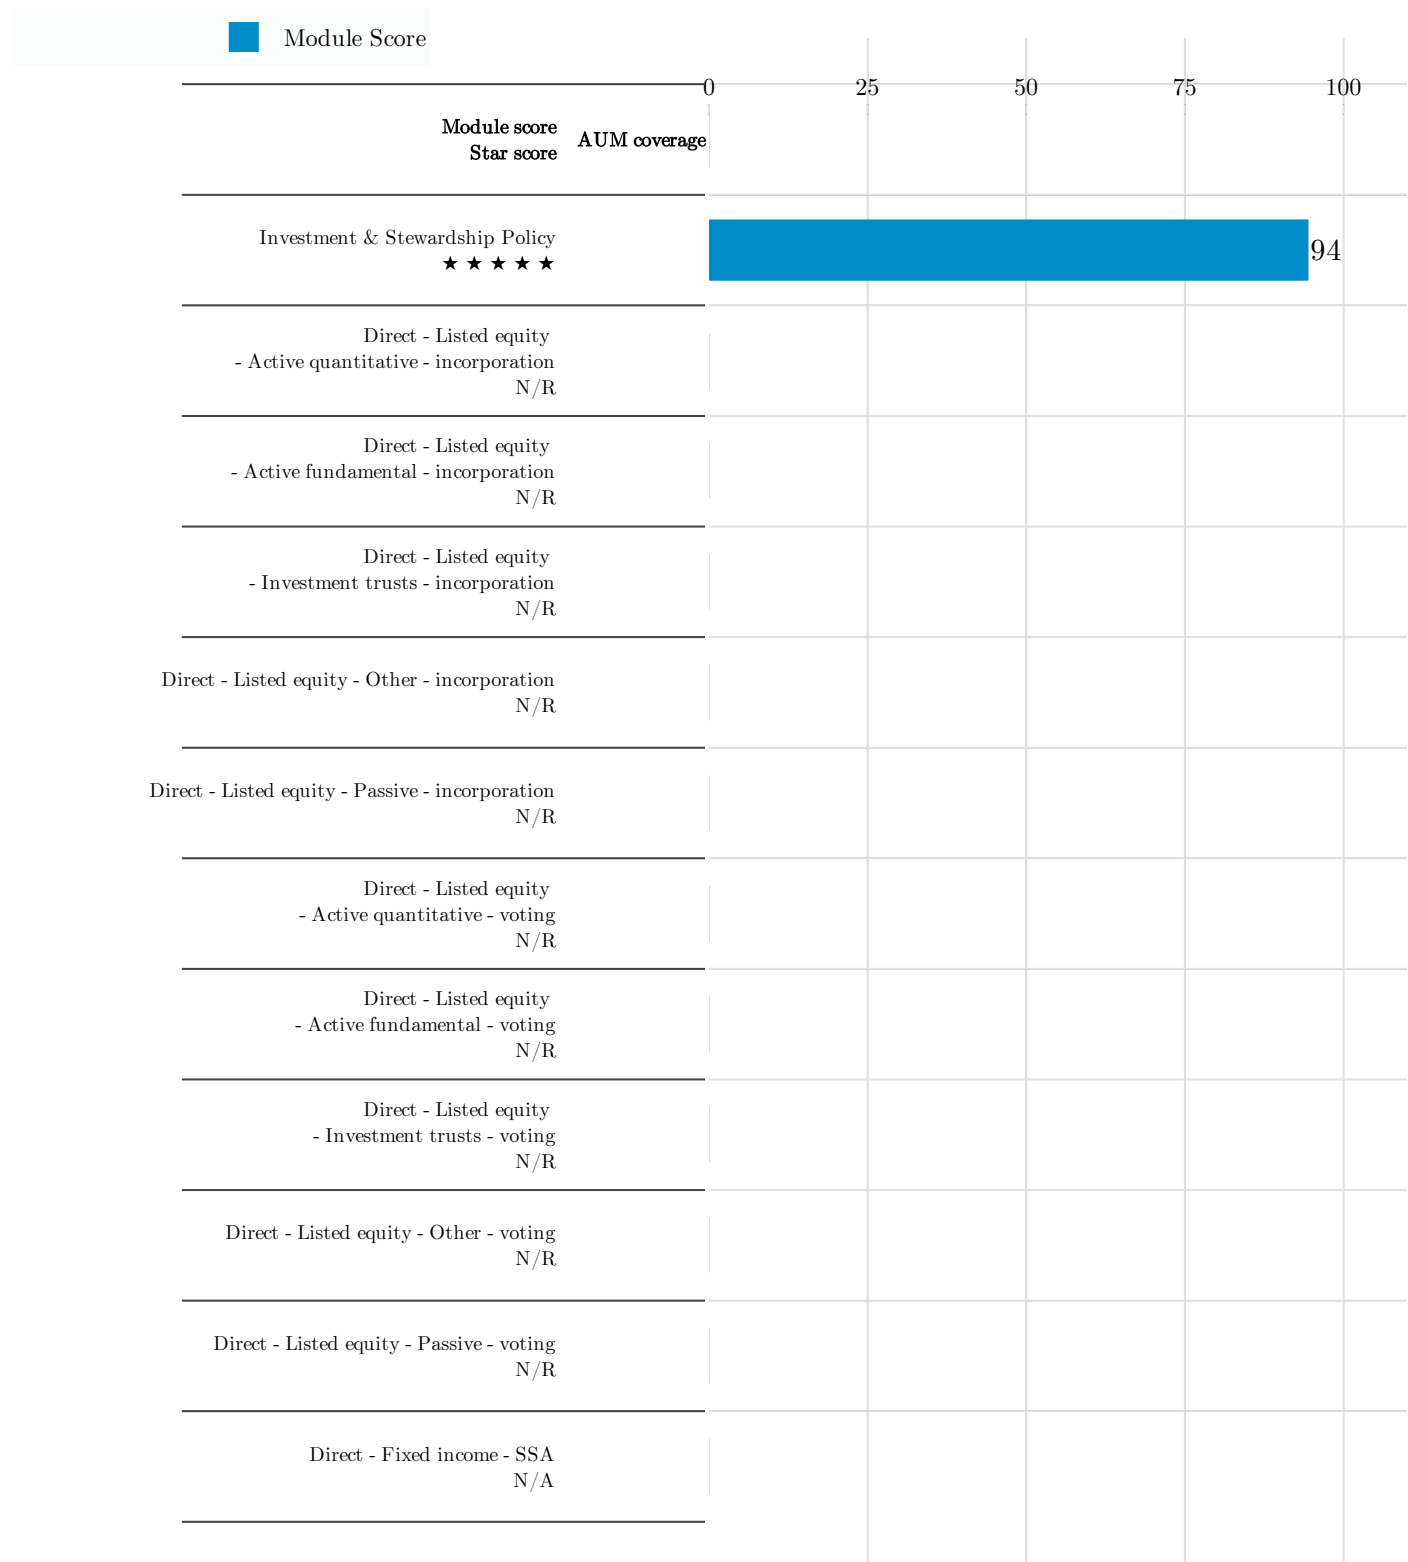 Module Score
0 25 50 75 100
Module score
Star score
AUM coverage
Investment & Stewardship Policy
★ ★ ★ ★ ★
94
Direct - Listed equity
- Active quantitative - incorporation
N/R
Direct - Listed equity
- Active fundamental - incorporation
N/R
Direct - Listed equity
- Investment trusts - incorporation
N/R
Direct - Listed equity - Other - incorporation
N/R
Direct - Listed equity - Passive - incorporation
N/R
Direct - Listed equity
- Active quantitative - voting
N/R
Direct - Listed equity
- Active fundamental - voting
N/R
Direct - Listed equity
- Investment trusts - voting
N/R
Direct - Listed equity - Other - voting
N/R
Direct - Listed equity - Passive - voting
N/R
Direct - Fixed income - SSA
N/A